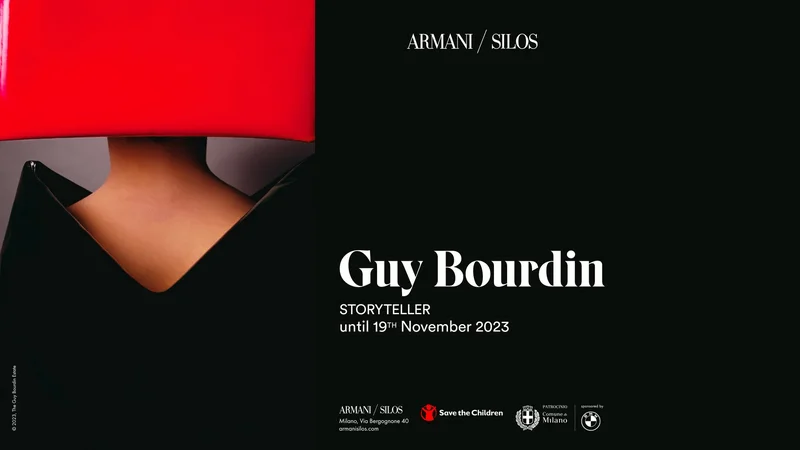 ARMANI / SILOS
Guy Bourdin
STORYTELLER
until 19TH November 2023
© 2023, The Guy Bourdin Estate
ARMANI / SILOS
Milano, Via Bergognone 40
armanisilos.com
Save the Children
PATROCINIO
Comune di
Milano
sponsored by
BMW